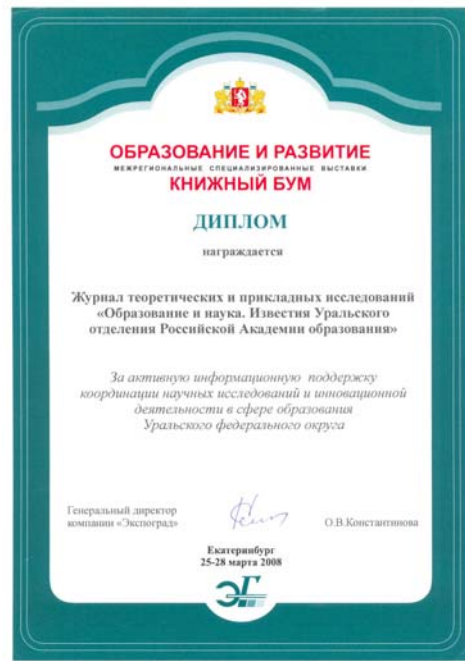 ОБРАЗОВАНИЕ И РАЗВИТИЕ
МЕЖРЕГИОНАЛЬНЫЕ СПЕЦИАЛИЗИРОВАННЫЕ ВЫСТАВКИ
КНИЖНЫЙ БУМ
ДИПЛОМ
награждается
Журнал теоретических и прикладных исследований
«Образование и наука. Известия Уральского
отделения Российской Академии образования»
За активную информационную поддержку
координации научных исследований и инновационной
деятельности в сфере образования
Уральского федерального округа
Генеральный директор
компании «Экспоград»
О.В.Константинова
Екатеринбург
25-28 марта 2008
ЭГ